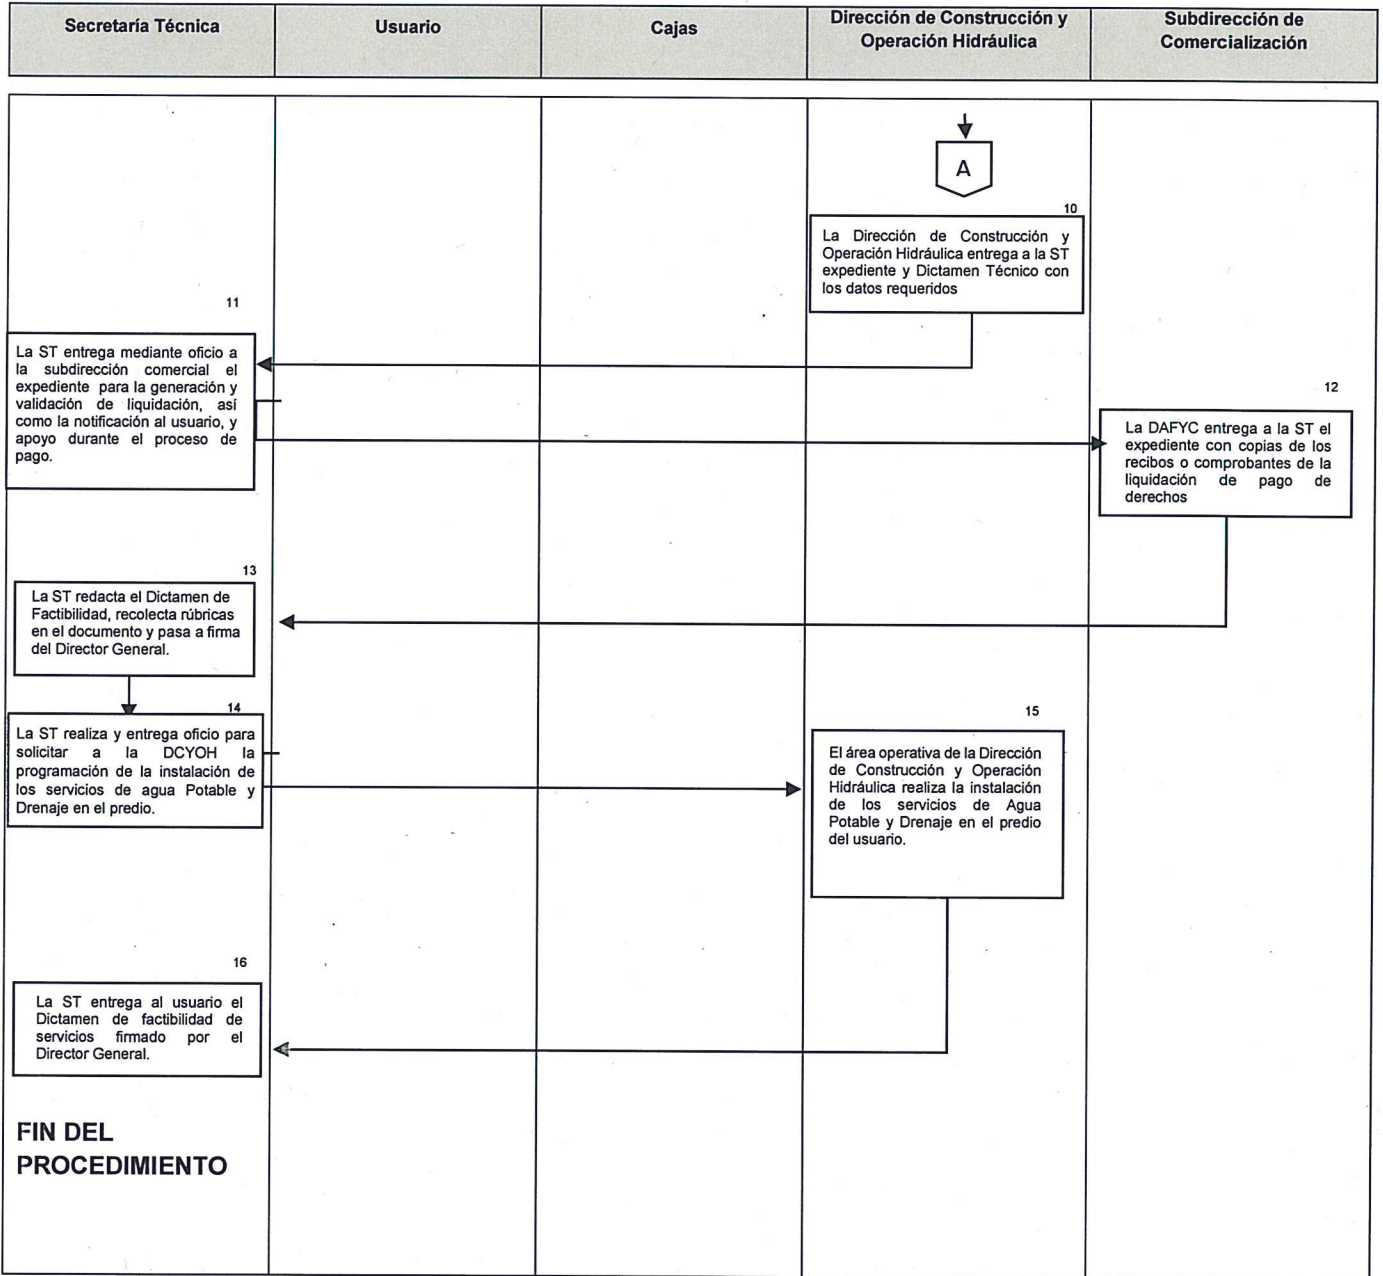 Secretaría Técnica
Usuario
Cajas
Dirección de Construcción y
Operación Hidráulica
Subdirección de
Comercialización
A
10
La Dirección de Construcción y
Operación Hidráulica entrega a la ST
expediente y Dictamen Técnico con
los datos requeridos
11
La ST entrega mediante oficio a
la subdirección comercial el
expediente para la generación y
validación de liquidación, así
como la notificación al usuario, y
apoyo durante el proceso de
pago.
12
La DAFYC entrega a la ST el
expediente con copias de los
recibos o comprobantes de la
liquidación de pago de
derechos
13
La ST redacta el Dictamen de
Factibilidad, recolecta rúbricas
en el documento y pasa a firma
del Director General.
14
La ST realiza y entrega oficio para
solicitar a la DCYOH la
programación de la instalación de
los servicios de agua Potable y
Drenaje en el predio.
15
El área operativa de la Dirección
de Construcción y Operación
Hidráulica realiza la instalación
de los servicios de Agua
Potable y Drenaje en el predio
del usuario.
16
La ST entrega al usuario el
Dictamen de factibilidad de
servicios firmado por el
Director General.
FIN DEL
PROCEDIMIENTO